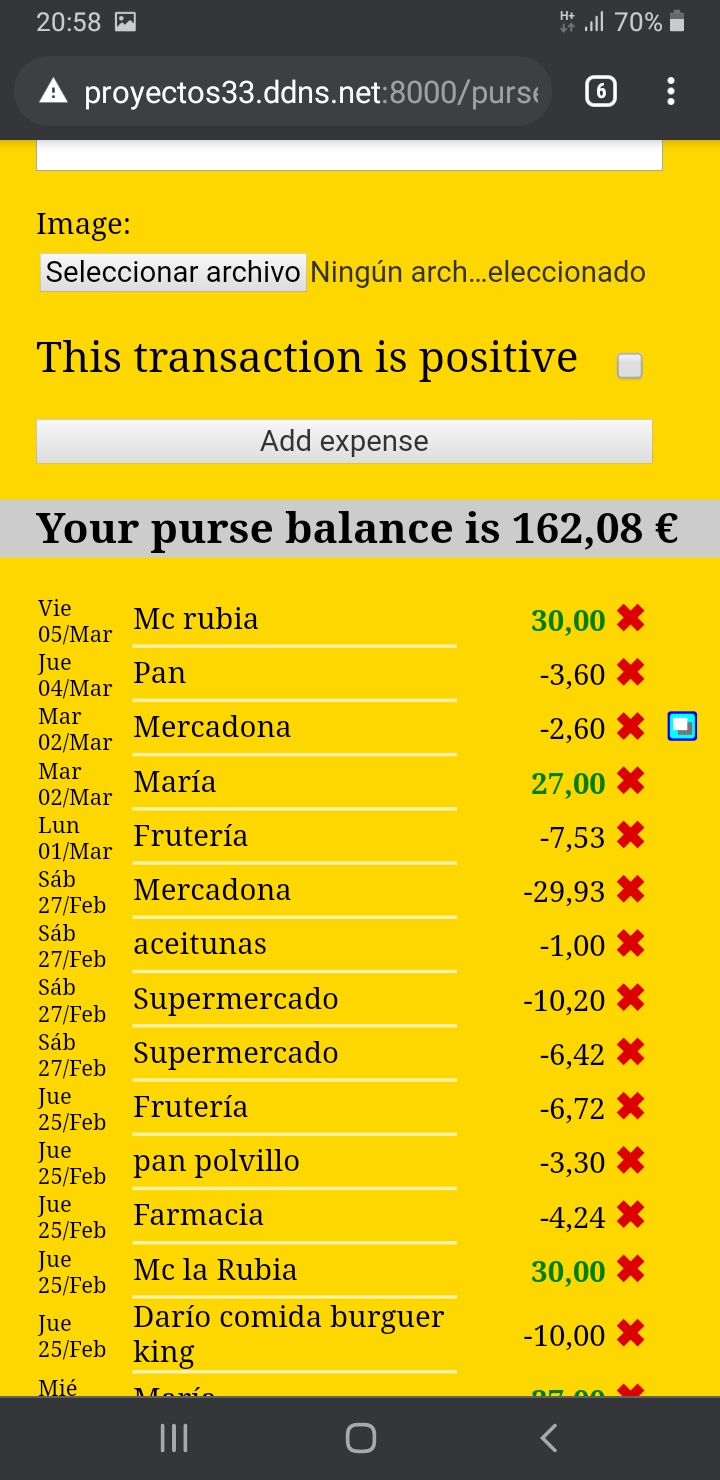 20:58
H+
70%
proyectos33.ddns.net:8000/purse
6
Image:
Seleccionar archivo Ningún arch...eleccionado
This transaction is positive
Add expense
Your purse balance is 162,08 €
Vie
05/Mar Mc rubia 30,00
Jue
04/Mar Pan -3,60
Mar
02/Mar Mercadona -2,60
Mar
02/Mar María 27,00
Lun
01/Mar Frutería -7,53
Sáb
27/Feb Mercadona -29,93
Sáb
27/Feb aceitunas -1,00
Sáb
27/Feb Supermercado -10,20
Sáb
27/Feb Supermercado -6,42
Jue
25/Feb Frutería -6,72
Jue
25/Feb pan polvillo -3,30
Jue
25/Feb Farmacia -4,24
Jue
25/Feb Mc la Rubia 30,00
Jue
25/Feb Darío comida burguer
king -10,00
Mié María 27,00